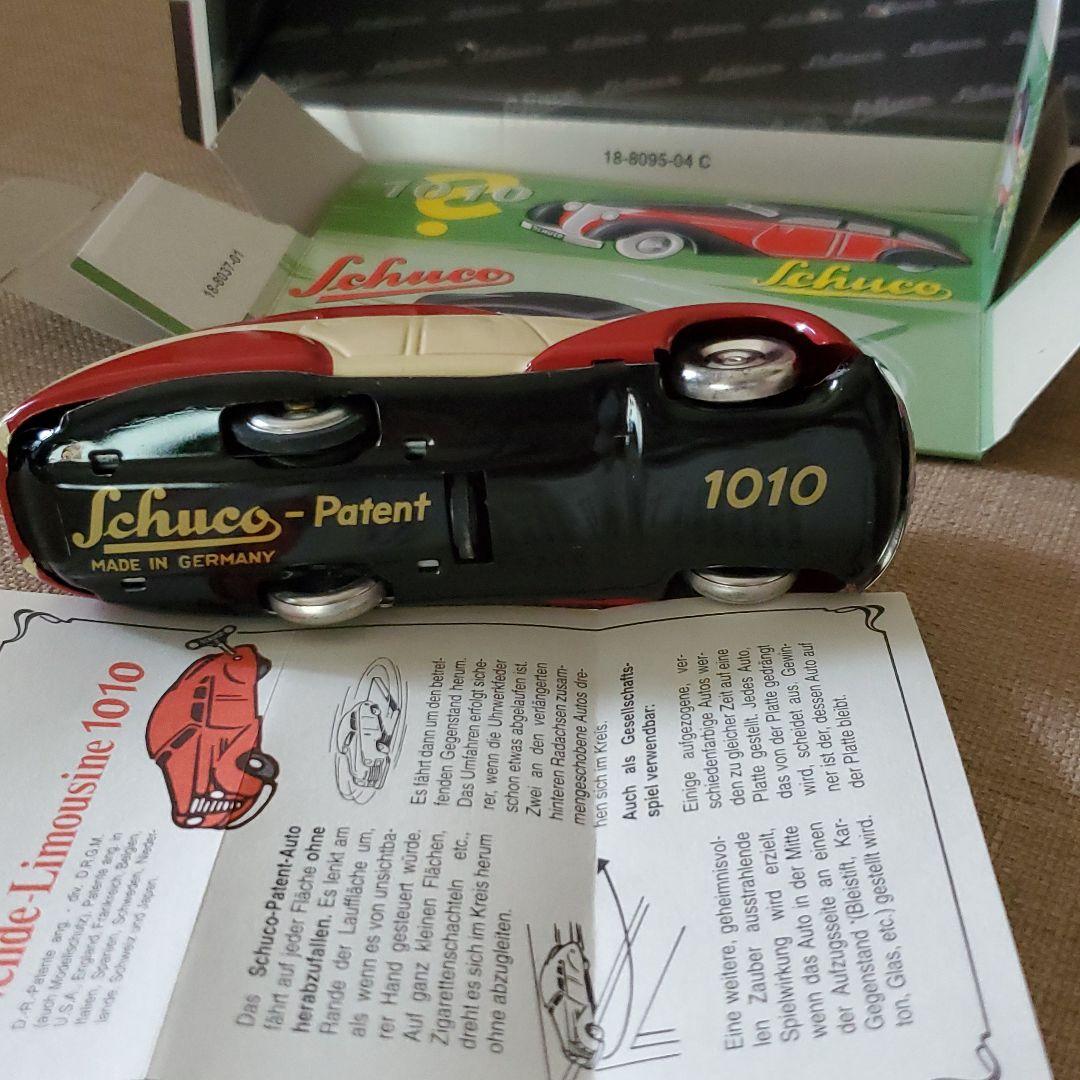 18-8095-04 C
1010
?
18-8037-01
Schuco
Schuco
1010
Schuco - Patent
MADE IN GERMANY
ende-Limousine 1010
D.-R.-Patente ang. - div. D.R.G.M.
(auch Modellschutz). Patente ang. in
U.S.A., England, Frankreich, Belgien,
Italien, Spanien, Schweden, Nieder-
lande, Schweiz und Japan.
Das Schuco-Patent-Auto
fährt auf jeder Fläche ohne
herabzufallen. Es lenkt am
Rande der Lauffläche um,
als wenn es von unsichtba-
rer Hand gesteuert würde.
Auf ganz kleinen Flächen,
Zigarettenschachteln etc.,
dreht es sich im Kreis herum
ohne abzugleiten.
Es fährt dann um den betref-
fenden Gegenstand herum.
Das Umfahren erfolgt siche-
rer, wenn die Uhrwerkfeder
schon etwas abgelaufen ist.
Zwei an den verlängerten
hinteren Radachsen zusam-
mengeschobene Autos dre-
hen sich im Kreis.
Auch als Gesellschafts-
spiel verwendbar:
Einige aufgezogene, ver-
schiedenfarbige Autos wer-
den zu gleicher Zeit auf eine
Platte gestellt. Jedes Auto,
das von der Platte gedrängt
wird, scheidet aus. Gewin-
ner ist der, dessen Auto auf
der Platte bleibt.
Eine weitere, geheimnisvol-
len Zauber ausstrahlende
Spielwirkung wird erzielt,
wenn das Auto in der Mitte
der Aufzugsseite an einen
Gegenstand (Bleistift, Kar-
ton, Glas, etc.) gestellt wird.